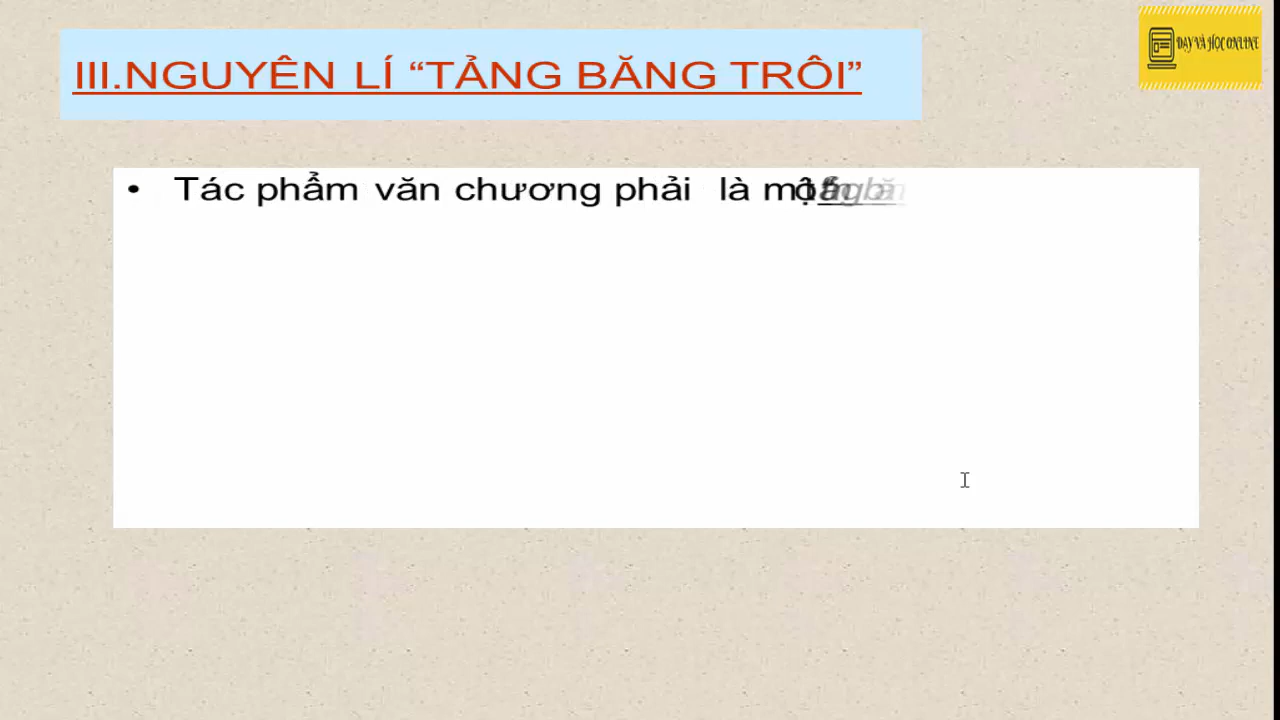 III.NGUYÊN LÍ “TẢNG BĂNG TRÔI”
DẠY VÀ HỌC ONLINE
• Tác phẩm văn chương phải là một